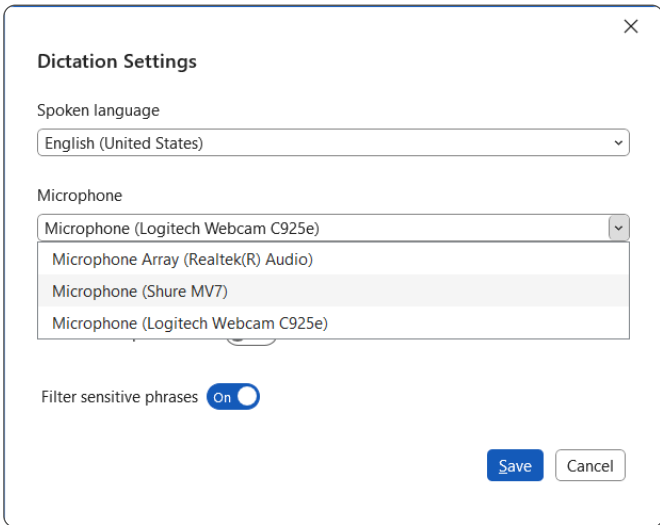 Dictation Settings
Spoken language
English (United States)
Microphone
Microphone (Logitech Webcam C925e)
Microphone Array (Realtek(R) Audio)
Microphone (Shure MV7)
Microphone (Logitech Webcam C925e)
Filter sensitive phrases On
Save Cancel